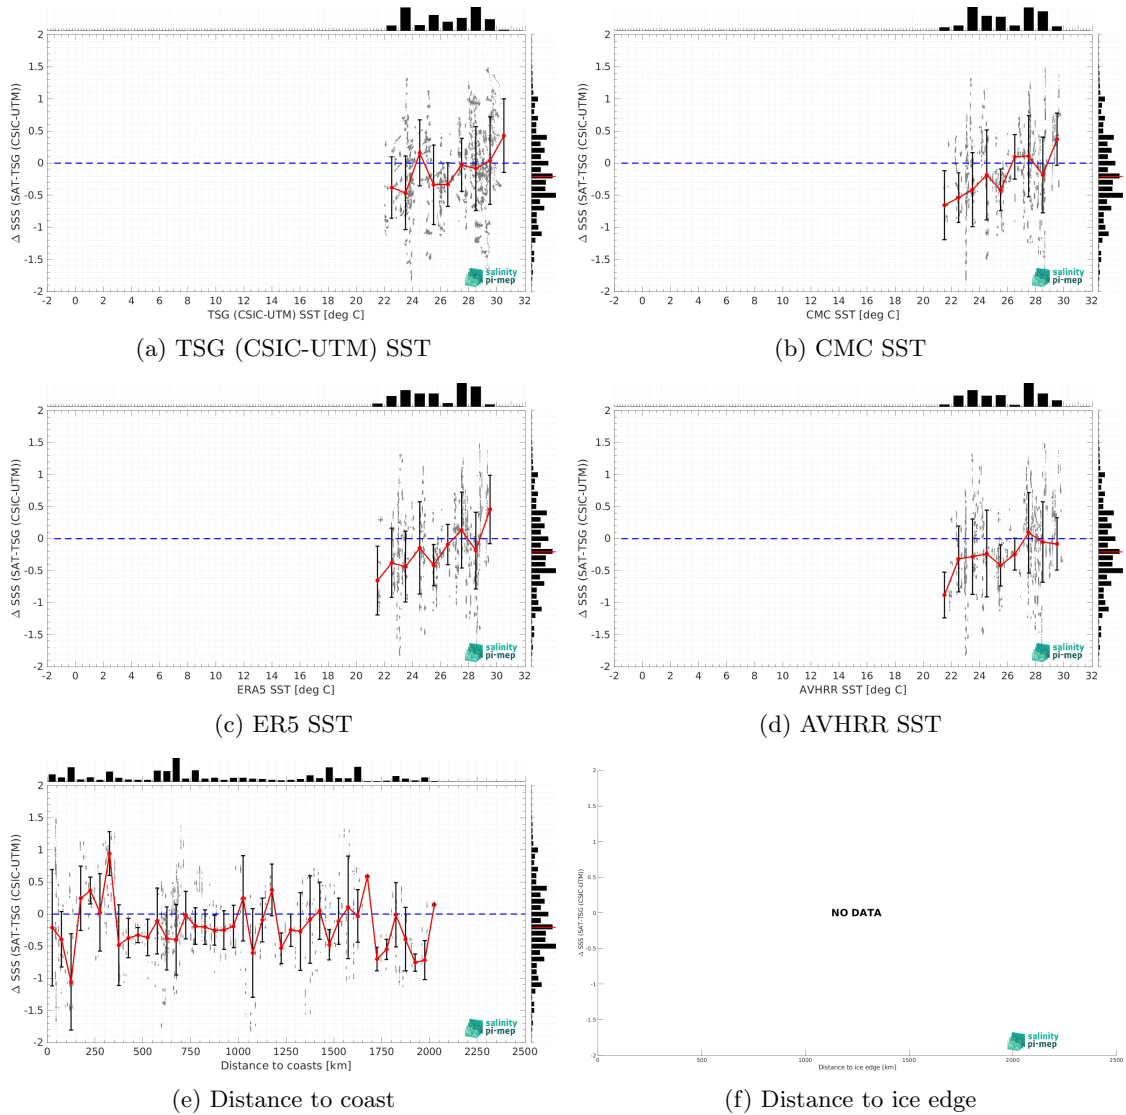 2
1.5
1
0.5
0
-0.5
-1
-1.5
-2
Δ SSS (SAT-TSG (CSIC-UTM))
-2 0 2 4 6 8 10 12 14 16 18 20 22 24 26 28 30 32
TSG (CSIC-UTM) SST [deg C]
salinity
pi-mep
(a) TSG (CSIC-UTM) SST
2
1.5
1
0.5
0
-0.5
-1
-1.5
-2
Δ SSS (SAT-TSG (CSIC-UTM))
-2 0 2 4 6 8 10 12 14 16 18 20 22 24 26 28 30 32
CMC SST [deg C]
salinity
pi-mep
(b) CMC SST
2
1.5
1
0.5
0
-0.5
-1
-1.5
-2
Δ SSS (SAT-TSG (CSIC-UTM))
-2 0 2 4 6 8 10 12 14 16 18 20 22 24 26 28 30 32
ERA5 SST [deg C]
salinity
pi-mep
(c) ER5 SST
2
1.5
1
0.5
0
-0.5
-1
-1.5
-2
Δ SSS (SAT-TSG (CSIC-UTM))
-2 0 2 4 6 8 10 12 14 16 18 20 22 24 26 28 30 32
AVHRR SST [deg C]
salinity
pi-mep
(d) AVHRR SST
2
1.5
1
0.5
0
-0.5
-1
-1.5
-2
Δ SSS (SAT-TSG (CSIC-UTM))
0 250 500 750 1000 1250 1500 1750 2000 2250 2500
Distance to coasts [km]
salinity
pi-mep
(e) Distance to coast
2
1.5
1
0.5
0
-0.5
-1
-1.5
-2
Δ SSS (SAT-TSG (CSIC-UTM))
NO DATA
0 500 1000 1500 2000 2500
Distance to ice edge [km]
salinity
pi-mep
(f) Distance to ice edge